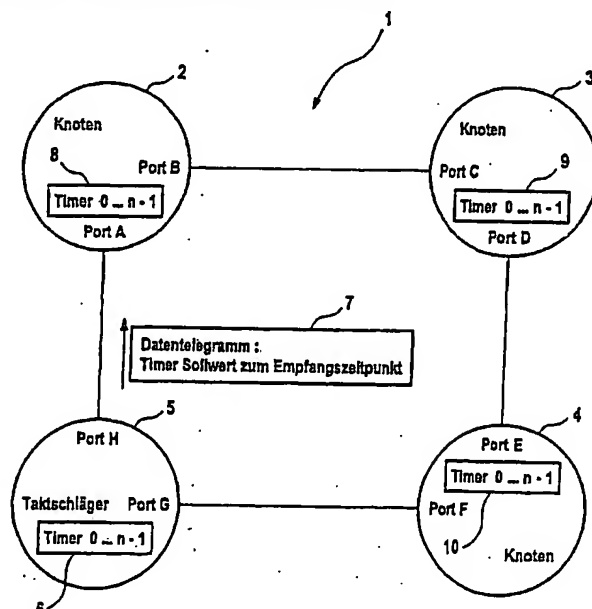 1
2
3
Knoten
Knoten
8
Port B
Port C
9
Timer 0 ... n - 1
Timer 0 ... n - 1
Port A
Port D
7
Datentelegramm :
Timer Sollwert zum Empfangszeitpunkt
5
4
Port H
Port E
Timer 0 ... n - 1
Taktschläger
Port G
Port F
Timer 0 ... n - 1
10
Knoten
6